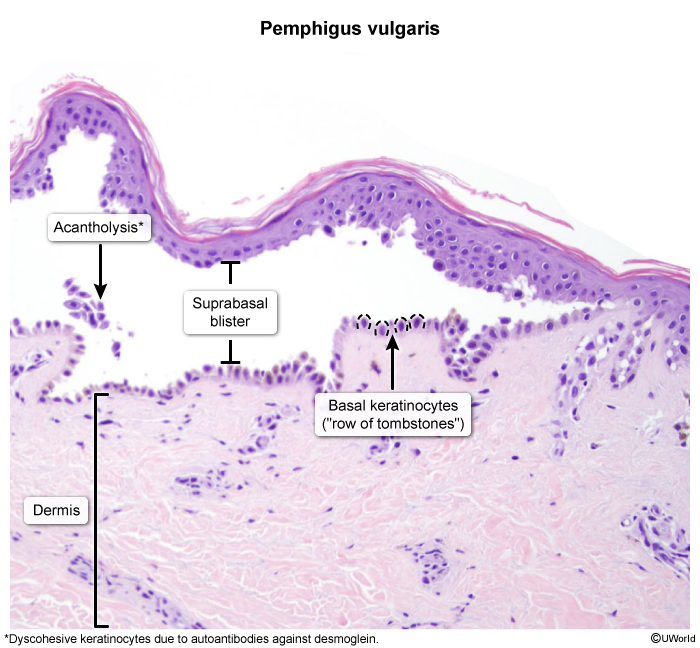 Pemphigus vulgaris
Acantholysis*
Suprabasal
blister
Basal keratinocytes
("row of tombstones")
Dermis
*Dyscohesive keratinocytes due to autoantibodies against desmoglein.
©UWorld